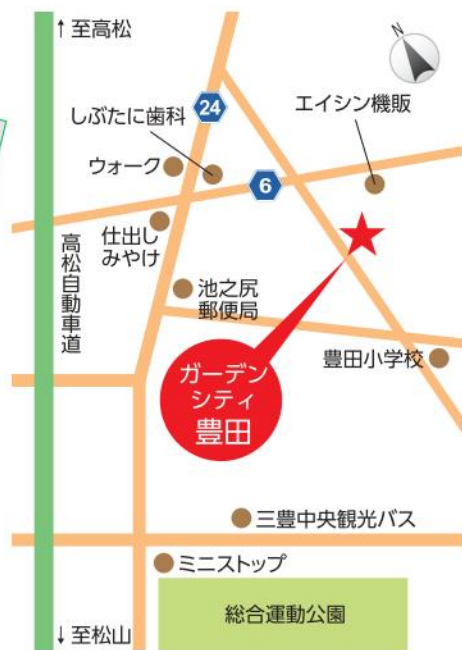 ↑至高松
N
24
しぶたに歯科
エイシン機販
ウォーク
6
仕出し
みやけ
高松自動車道
池之尻
郵便局
豊田小学校
ガーデン
シティ
豊田
三豊中央観光バス
ミニストップ
総合運動公園
↓至松山